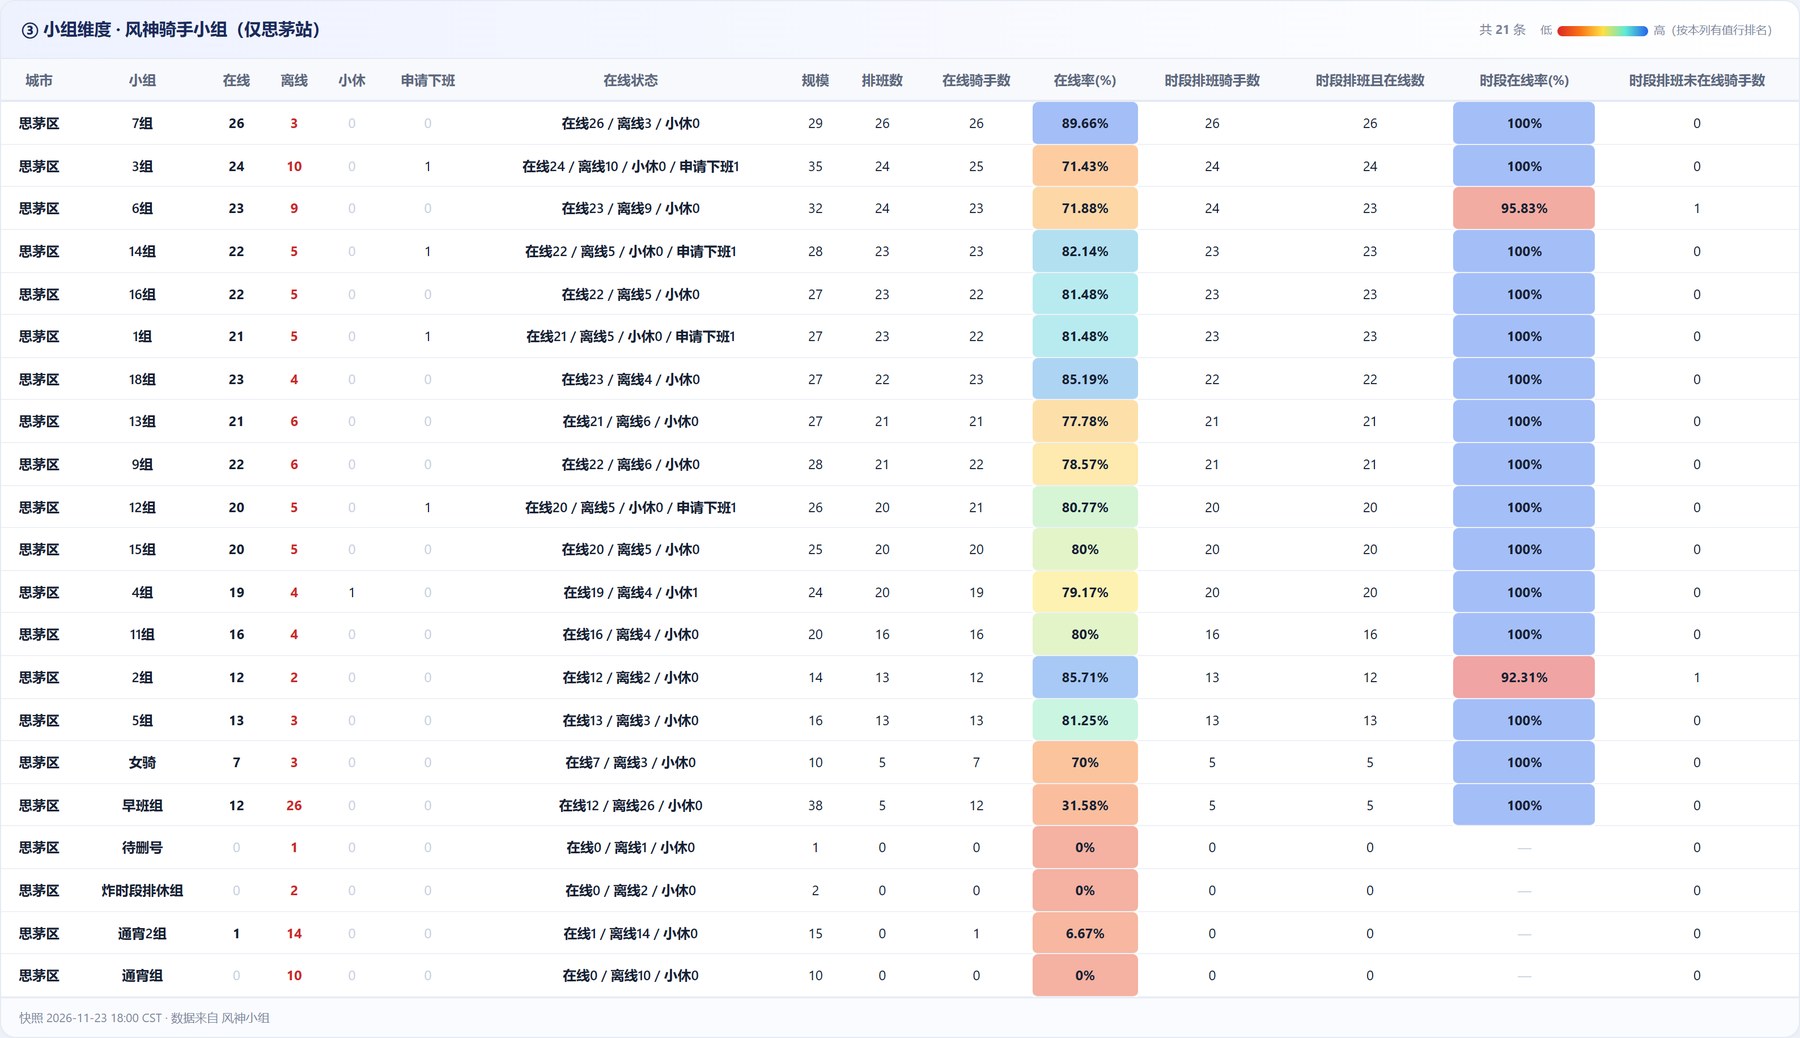 ③ 小组维度 · 风神骑手小组（仅思茅站）
共 21 条 低 高 (按本列有值行排名)
城市 小组 在线 离线 小休 申请下班 在线状态 规模 排班数 在线骑手数 在线率(%) 时段排班骑手数 时段排班且在线数 时段在线率(%) 时段排班未在线骑手数
思茅区 7组 26 3 0 0 在线26 / 离线3 / 小休0 29 26 26 89.66% 26 26 100% 0
思茅区 3组 24 10 0 1 在线24 / 离线10 / 小休0 / 申请下班1 35 24 25 71.43% 24 24 100% 0
思茅区 6组 23 9 0 0 在线23 / 离线9 / 小休0 32 24 23 71.88% 24 23 95.83% 1
思茅区 14组 22 5 0 1 在线22 / 离线5 / 小休0 / 申请下班1 28 23 23 82.14% 23 23 100% 0
思茅区 16组 22 5 0 0 在线22 / 离线5 / 小休0 27 23 22 81.48% 23 23 100% 0
思茅区 1组 21 5 0 1 在线21 / 离线5 / 小休0 / 申请下班1 27 23 22 81.48% 23 23 100% 0
思茅区 18组 23 4 0 0 在线23 / 离线4 / 小休0 27 22 23 85.19% 22 22 100% 0
思茅区 13组 21 6 0 0 在线21 / 离线6 / 小休0 27 21 21 77.78% 21 21 100% 0
思茅区 9组 22 6 0 0 在线22 / 离线6 / 小休0 28 21 22 78.57% 21 21 100% 0
思茅区 12组 20 5 0 1 在线20 / 离线5 / 小休0 / 申请下班1 26 20 21 80.77% 20 20 100% 0
思茅区 15组 20 5 0 0 在线20 / 离线5 / 小休0 25 20 20 80% 20 20 100% 0
思茅区 4组 19 4 1 0 在线19 / 离线4 / 小休1 24 20 19 79.17% 20 20 100% 0
思茅区 11组 16 4 0 0 在线16 / 离线4 / 小休0 20 16 16 80% 16 16 100% 0
思茅区 2组 12 2 0 0 在线12 / 离线2 / 小休0 14 13 12 85.71% 13 12 92.31% 1
思茅区 5组 13 3 0 0 在线13 / 离线3 / 小休0 16 13 13 81.25% 13 13 100% 0
思茅区 女骑 7 3 0 0 在线7 / 离线3 / 小休0 10 5 7 70% 5 5 100% 0
思茅区 早班组 12 26 0 0 在线12 / 离线26 / 小休0 38 5 12 31.58% 5 5 100% 0
思茅区 待删号 0 1 0 0 在线0 / 离线1 / 小休0 1 0 0 0% 0 0 — 0
思茅区 炸时段排休组 0 2 0 0 在线0 / 离线2 / 小休0 2 0 0 0% 0 0 — 0
思茅区 通宵2组 1 14 0 0 在线1 / 离线14 / 小休0 15 0 1 6.67% 0 0 — 0
思茅区 通宵组 0 10 0 0 在线0 / 离线10 / 小休0 10 0 0 0% 0 0 — 0
快照 2026-11-23 18:00 CST · 数据来自 风神小组